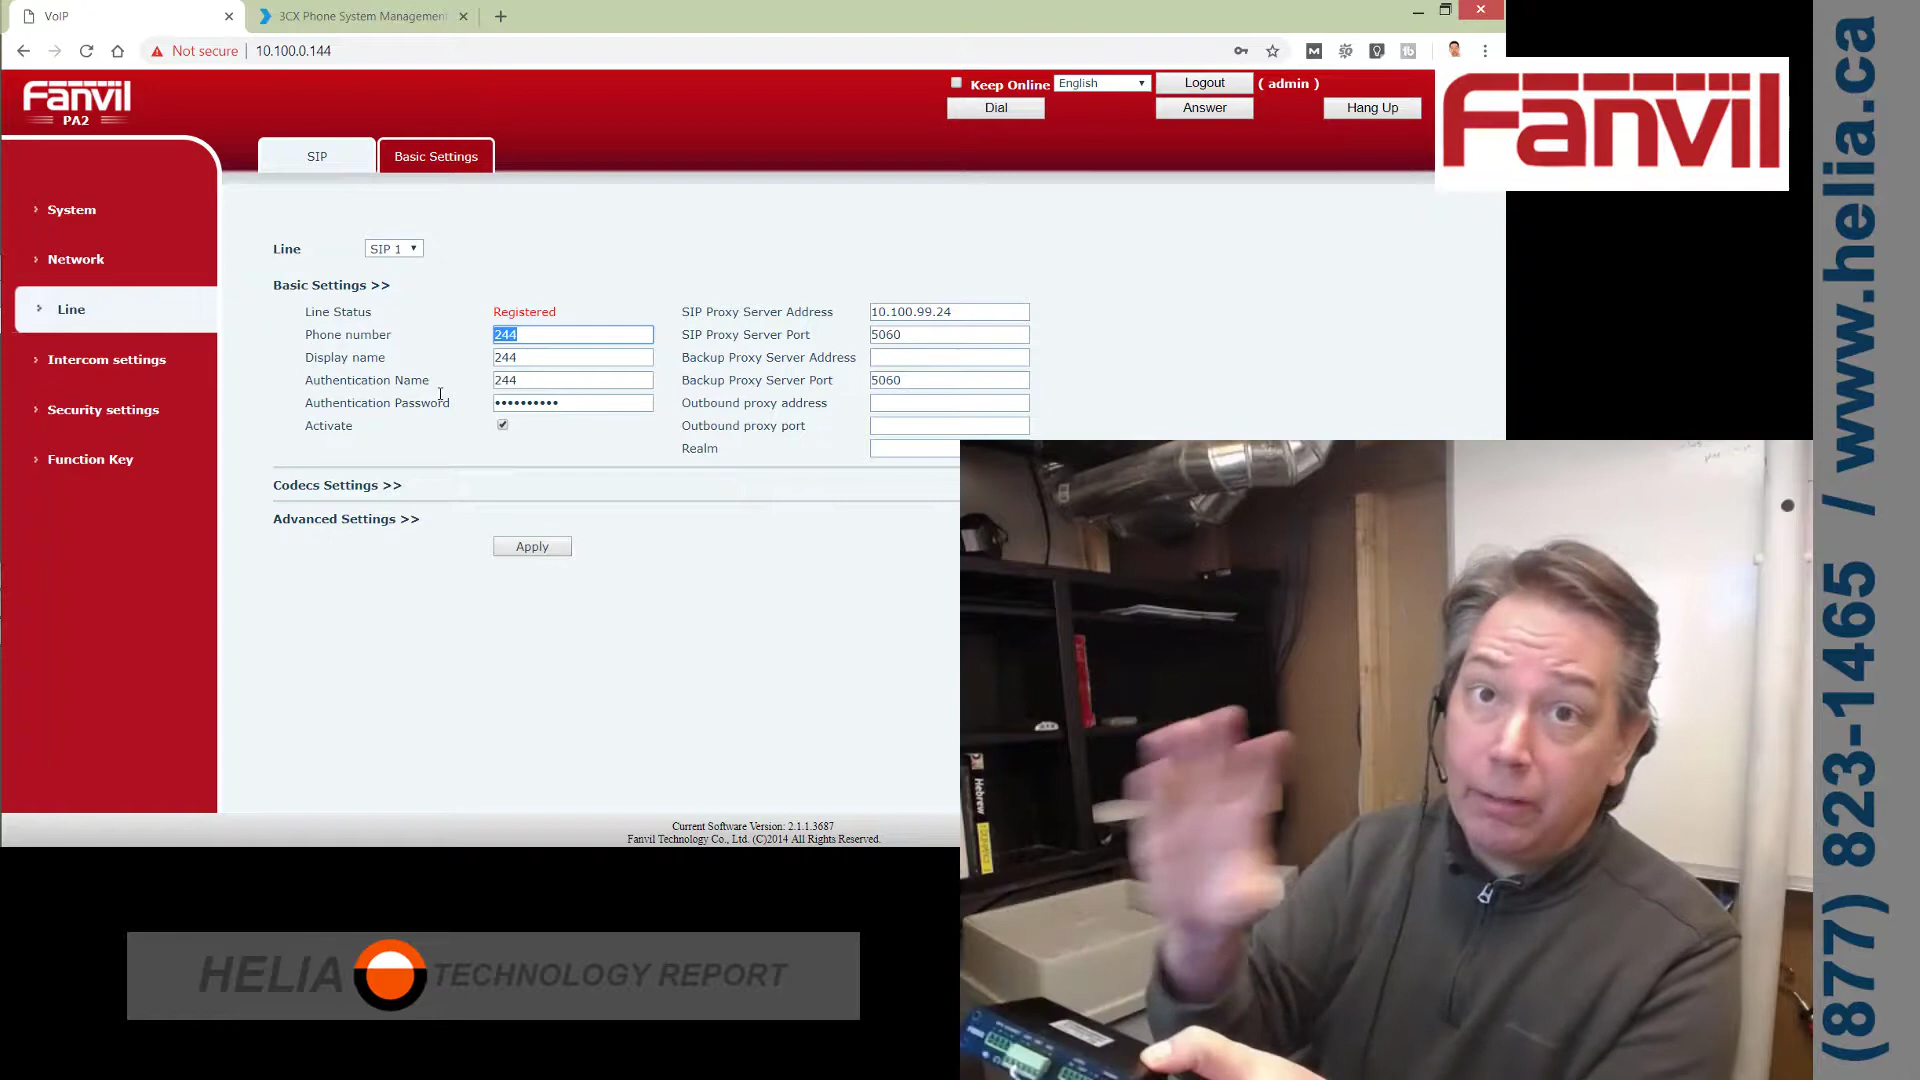 VoIP
3CX Phone System Management
Not secure
10.100.0.144
Fanvil
PA2
Keep Online
English
Logout
( admin )
Dial
Answer
Hang Up
Fanvil
SIP
Basic Settings
System
Network
Line
Intercom settings
Security settings
Function Key
Line
SIP 1
Basic Settings >>
Line Status
Registered
SIP Proxy Server Address
10.100.99.24
Phone number
244
SIP Proxy Server Port
5060
Display name
244
Backup Proxy Server Address
Authentication Name
244
Backup Proxy Server Port
5060
Authentication Password
••••••••••
Outbound proxy address
Activate
Outbound proxy port
Realm
Codecs Settings >>
Advanced Settings >>
Apply
Current Software Version: 2.1.1.3687
Fanvil Technology Co., Ltd. (C)2014 All Rights Reserved.
Hebrew
HELIA TECHNOLOGY REPORT
(877) 823-1465 / www.helia.ca